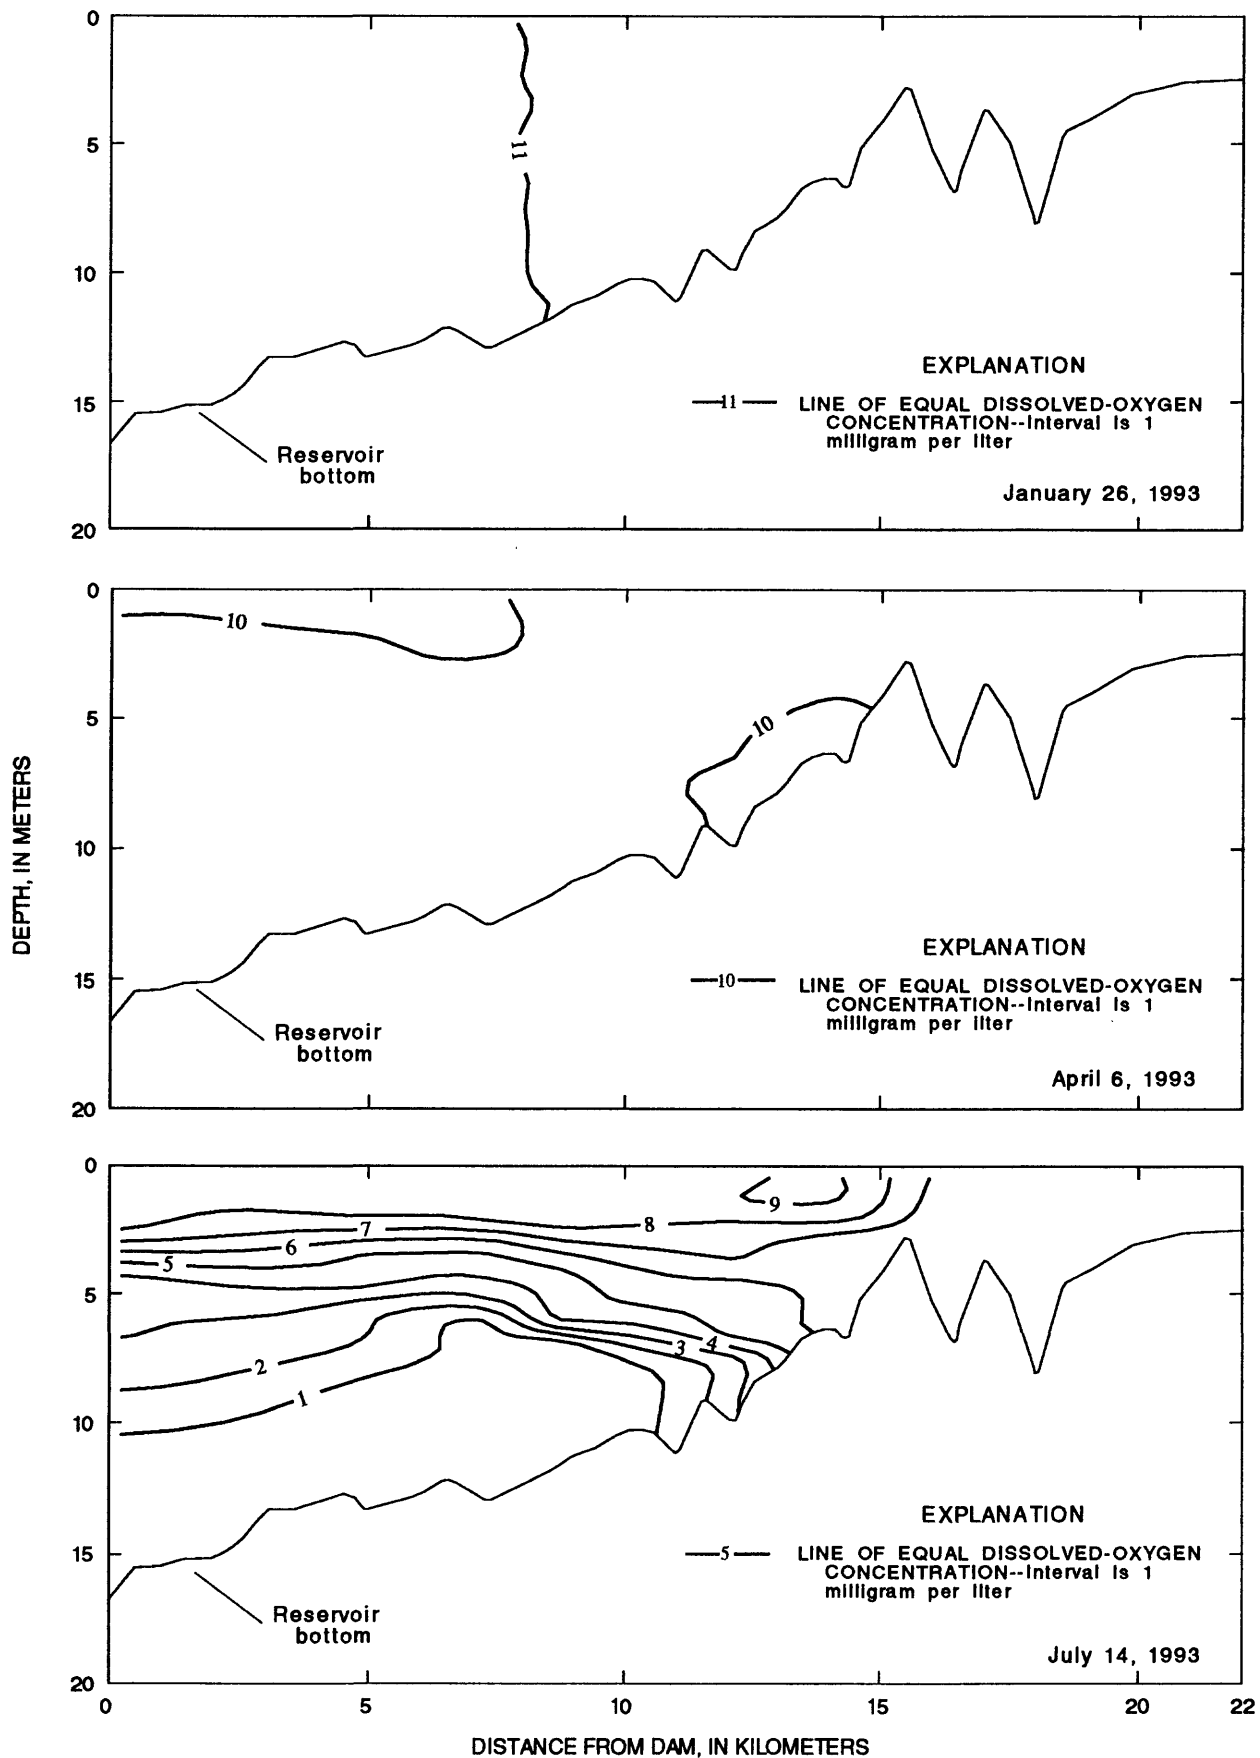 0
5
11
10
15
Reservoir
bottom
20
EXPLANATION
11 LINE OF EQUAL DISSOLVED-OXYGEN
CONCENTRATION--Interval is 1
milligram per liter
January 26, 1993
DEPTH, IN METERS
0
10
5
10
10
15
Reservoir
bottom
20
EXPLANATION
10 LINE OF EQUAL DISSOLVED-OXYGEN
CONCENTRATION--Interval is 1
milligram per liter
April 6, 1993
0
9
8
7
6
5
5
4
3
2
1
10
15
Reservoir
bottom
20
EXPLANATION
5 LINE OF EQUAL DISSOLVED-OXYGEN
CONCENTRATION--Interval is 1
milligram per liter
July 14, 1993
0 5 10 15 20 22
DISTANCE FROM DAM, IN KILOMETERS